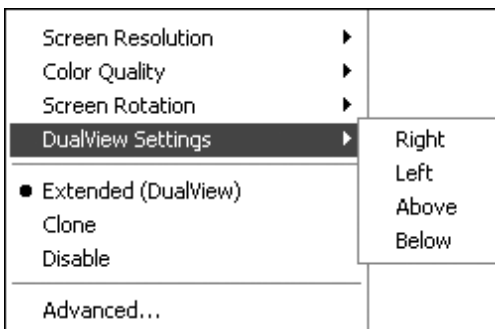 Screen Resolution
Color Quality
Screen Rotation
DualView Settings
Right
Left
Above
Below
Extended (DualView)
Clone
Disable
Advanced...